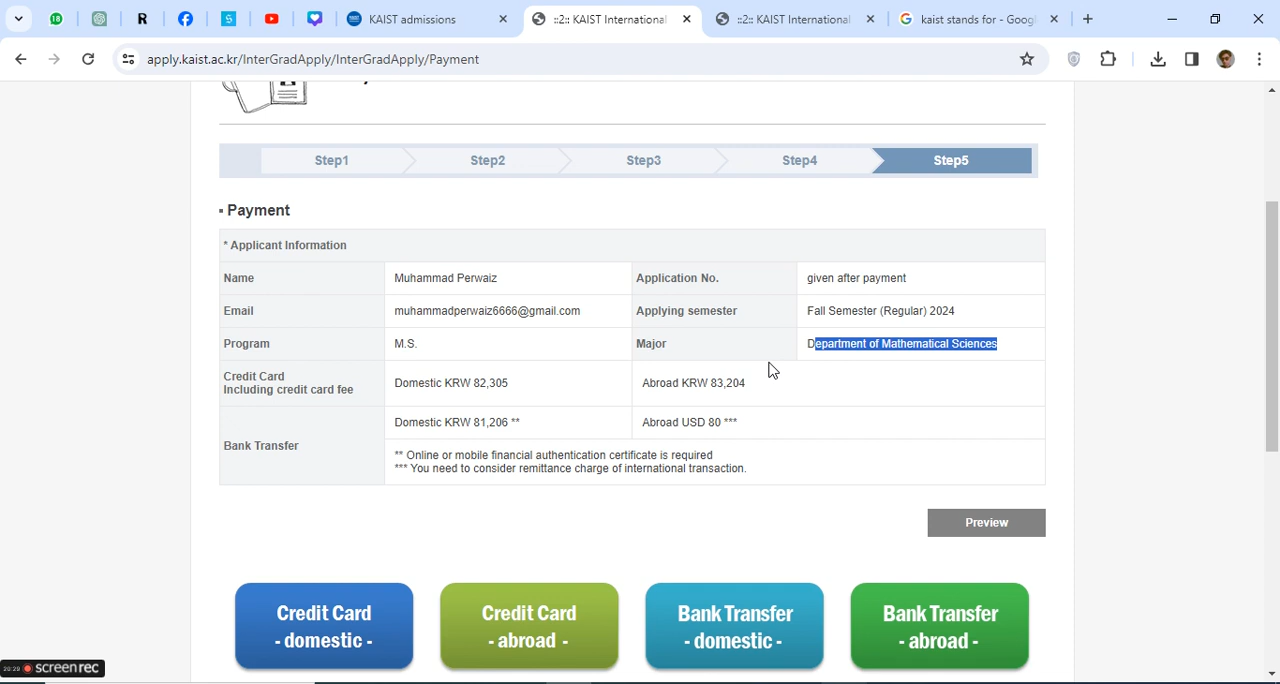 KAIST admissions
::2:: KAIST International
::2:: KAIST International
kaist stands for - Goog
apply.kaist.ac.kr/InterGradApply/InterGradApply/Payment
Step1
Step2
Step3
Step4
Step5
Payment
* Applicant Information
Name
Muhammad Perwaiz
Application No.
given after payment
Email
muhammadperwaiz6666@gmail.com
Applying semester
Fall Semester (Regular) 2024
Program
M.S.
Major
Department of Mathematical Sciences
Credit Card
Including credit card fee
Domestic KRW 82,305
Abroad KRW 83,204
Bank Transfer
Domestic KRW 81,206 **
Abroad USD 80 ***
** Online or mobile financial authentication certificate is required
*** You need to consider remittance charge of international transaction.
Preview
Credit Card
- domestic -
Credit Card
- abroad -
Bank Transfer
- domestic -
Bank Transfer
- abroad -
screenrec